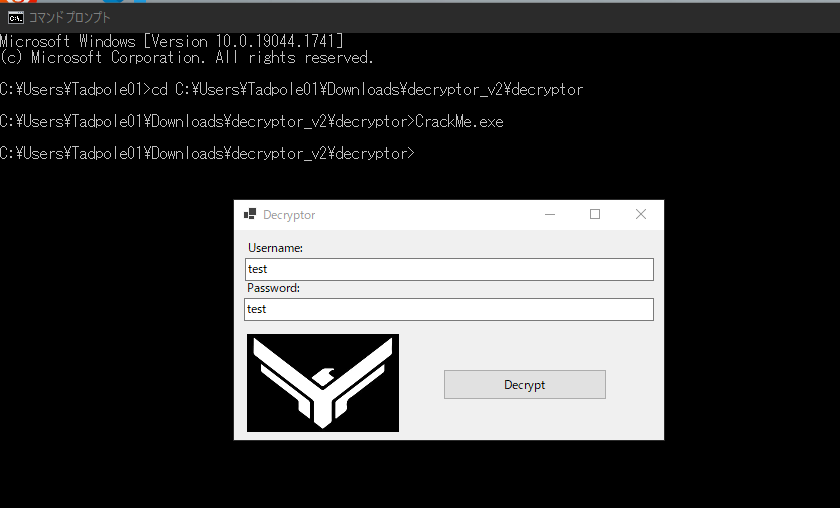 コマンド プロンプト
Microsoft Windows [Version 10.0.19044.1741]
(c) Microsoft Corporation. All rights reserved.
C:¥Users¥Tadpole01>cd C:¥Users¥Tadpole01¥Downloads¥decryptor_v2¥decryptor
C:¥Users¥Tadpole01¥Downloads¥decryptor_v2¥decryptor>CrackMe.exe
C:¥Users¥Tadpole01¥Downloads¥decryptor_v2¥decryptor>
Decryptor
Username:
test
Password:
test
Decrypt